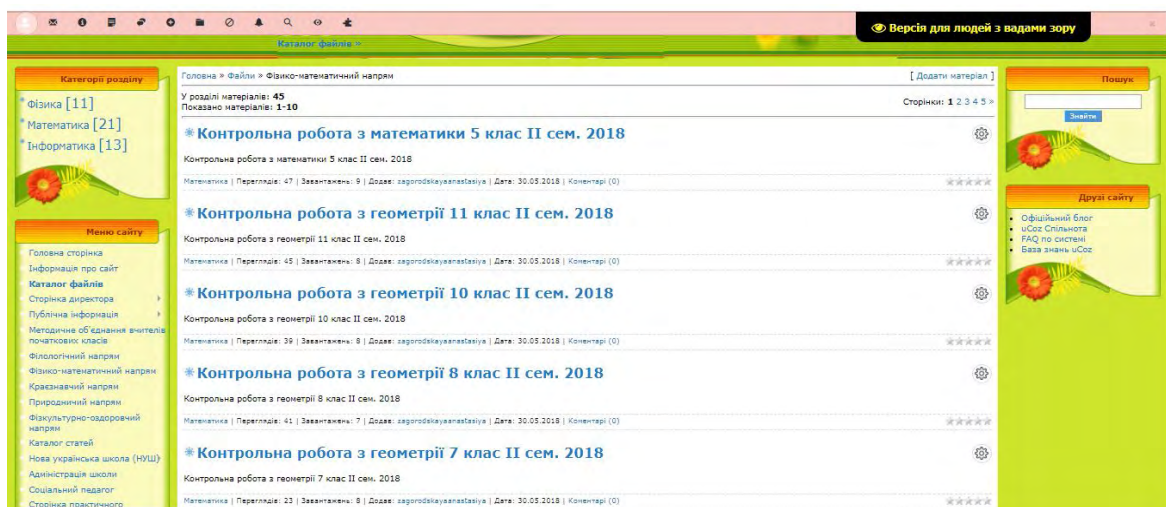 Версія для людей з вадами зору
Каталог файлів »
Категорії розділу
Фізика [11]
Математика [21]
Інформатика [13]
Меню сайту
Головна сторінка
Інформація про сайт
Каталог файлів
Сторінка директора
Публічна інформація
Методичне об'єднання вчителів
початкових класів
Філологічний напрям
Фізико-математичний напрям
Краєзнавчий напрям
Природничий напрям
Фізкультурно-оздоровчий
напрям
Каталог статей
Нова українська школа (НУШ)
Адміністрація школи
Соціальний педагог
Сторінка практичного
Головна » Файли » Фізико-математичний напрям
[ Додати матеріал ]
У розділі матеріалів: 45
Показано матеріалів: 1-10
Сторінки: 1 2 3 4 5 »
Контрольна робота з математики 5 клас II сем. 2018
Контрольна робота з математики 5 клас II сем. 2018
Математика | Переглядів: 47 | Завантажень: 9 | Додав: zagorodskayaanastasiya | Дата: 30.05.2018 | Коментарі (0)
Контрольна робота з геометрії 11 клас II сем. 2018
Контрольна робота з геометрії 11 клас II сем. 2018
Математика | Переглядів: 45 | Завантажень: 8 | Додав: zagorodskayaanastasiya | Дата: 30.05.2018 | Коментарі (0)
Контрольна робота з геометрії 10 клас II сем. 2018
Контрольна робота з геометрії 10 клас II сем. 2018
Математика | Переглядів: 39 | Завантажень: 8 | Додав: zagorodskayaanastasiya | Дата: 30.05.2018 | Коментарі (0)
Контрольна робота з геометрії 8 клас II сем. 2018
Контрольна робота з геометрії 8 клас II сем. 2018
Математика | Переглядів: 41 | Завантажень: 7 | Додав: zagorodskayaanastasiya | Дата: 30.05.2018 | Коментарі (0)
Контрольна робота з геометрії 7 клас II сем. 2018
Контрольна робота з геометрії 7 клас II сем. 2018
Математика | Переглядів: 23 | Завантажень: 8 | Додав: zagorodskayaanastasiya | Дата: 30.05.2018 | Коментарі (0)
Пошук
Знайти
Друзі сайту
Офіційний блог
uCoz Спільнота
FAQ по системі
База знань uCoz